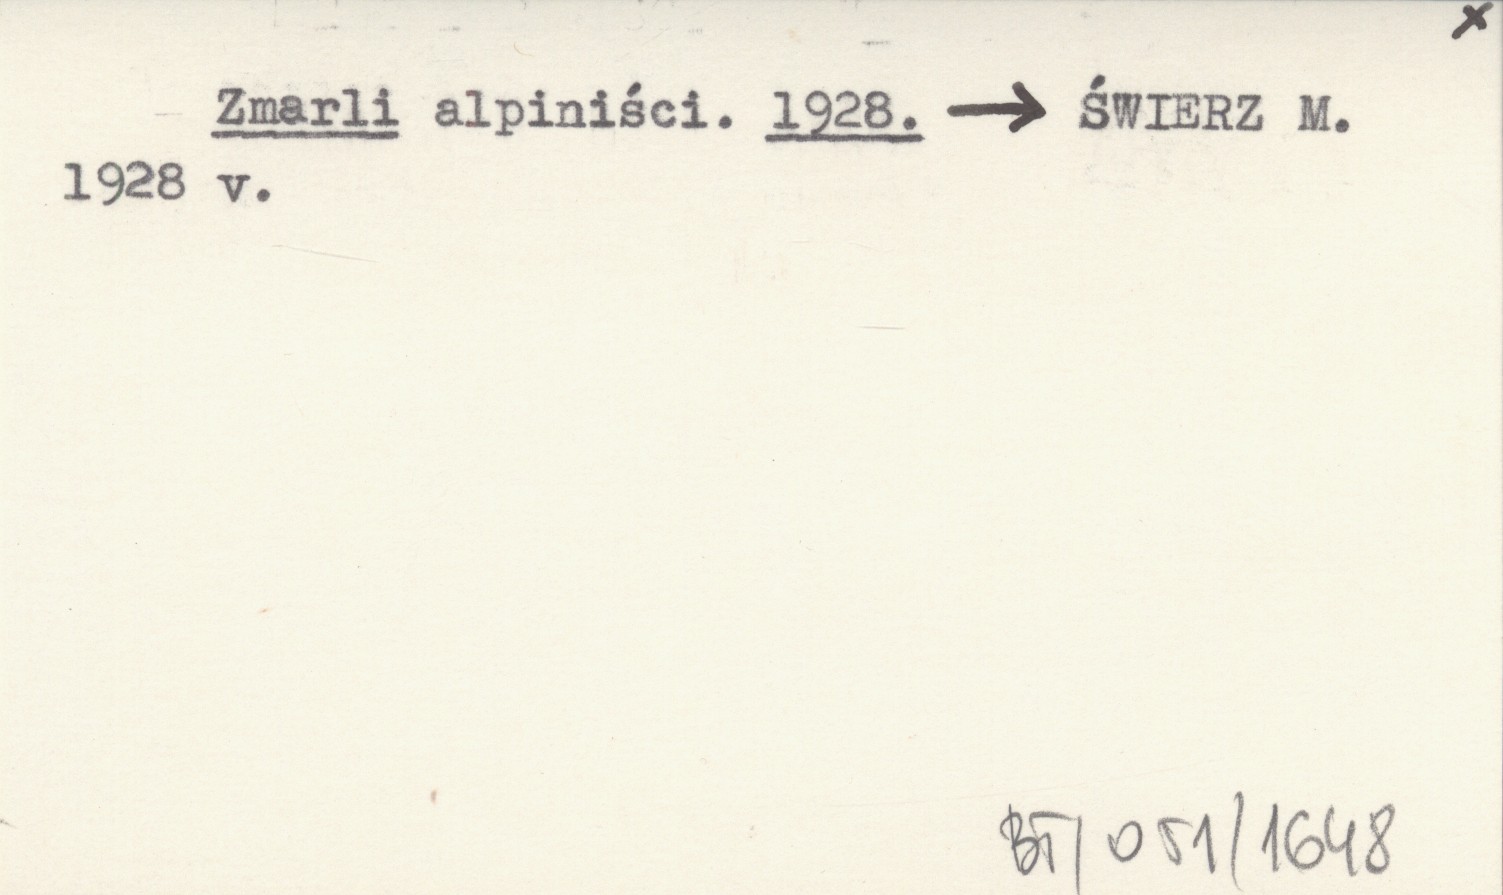 x
Zmarli alpiniści. 1928. → ŚWIERZ M.
1928 v.
BT/051/1648